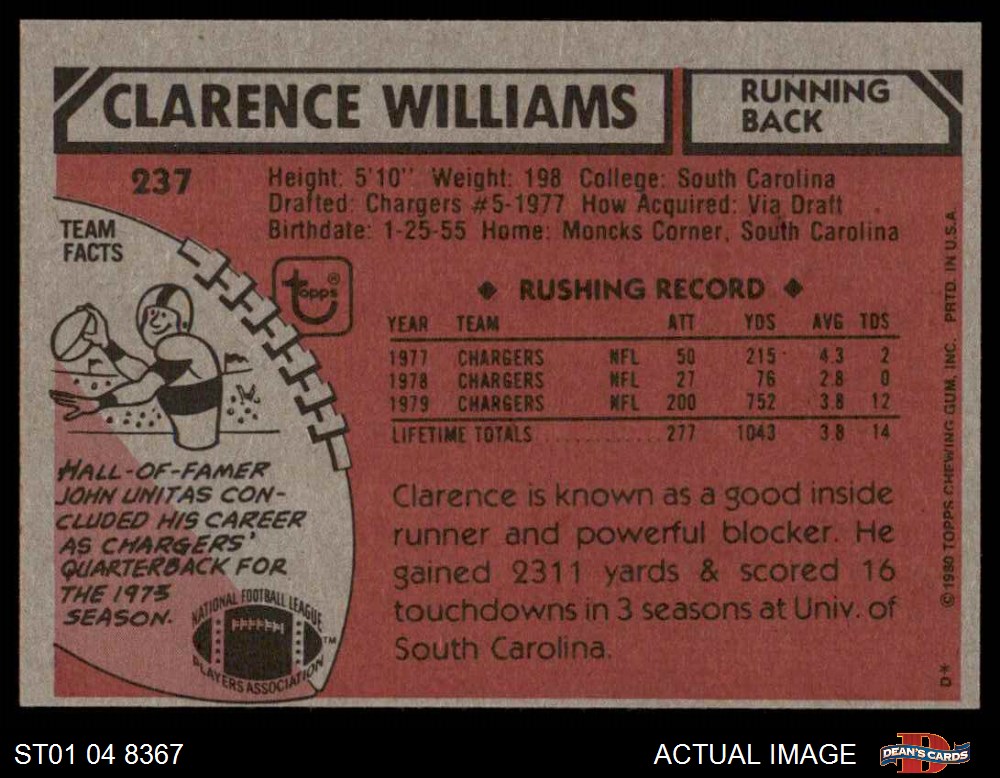 CLARENCE WILLIAMS
RUNNING
BACK
237
Height: 5'10" Weight: 198 College: South Carolina
Drafted: Chargers #5-1977 How Acquired: Via Draft
Birthdate: 1-25-55 Home: Moncks Corner, South Carolina
TEAM
FACTS
topps®
◆ RUSHING RECORD ◆
YEAR TEAM ATT YDS AVG TDS
1977 CHARGERS NFL 50 215 4.3 2
1978 CHARGERS NFL 27 76 2.8 0
1979 CHARGERS NFL 200 752 3.8 12
LIFETIME TOTALS ............ 277 1043 3.8 14
HALL-OF-FAMER
JOHN UNITAS CON-
CLUDED HIS CAREER
AS CHARGERS'
QUARTERBACK FOR
THE 1973
SEASON.
NATIONAL FOOTBALL LEAGUE
PLAYERS ASSOCIATION
TM
Clarence is known as a good inside
runner and powerful blocker. He
gained 2311 yards & scored 16
touchdowns in 3 seasons at Univ. of
South Carolina.
D* © 1980 TOPPS CHEWING GUM, INC. PRTD. IN U.S.A.
ST01 04 8367
ACTUAL IMAGE
D
DEAN'S CARDS